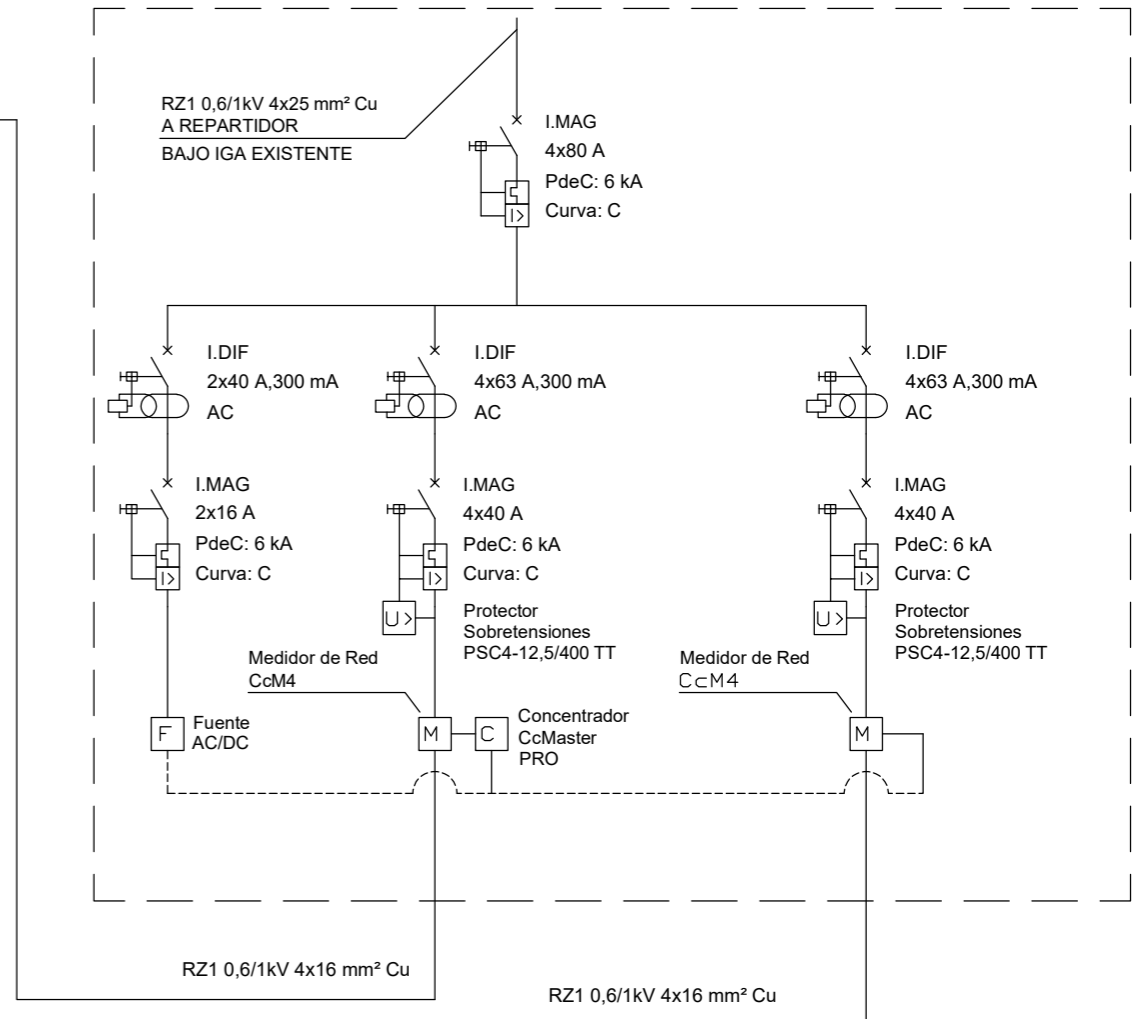 RZ1 0,6/1kV 4x25 mm² Cu
A REPARTIDOR
BAJO IGA EXISTENTE
I.MAG
4x80 A
PdeC: 6 kA
Curva: C
I>
I.DIF
2x40 A,300 mA
AC
I.DIF
4x63 A,300 mA
AC
I.DIF
4x63 A,300 mA
AC
I.MAG
2x16 A
PdeC: 6 kA
Curva: C
I>
I.MAG
4x40 A
PdeC: 6 kA
Curva: C
I>
U>
Protector
Sobretensiones
PSC4-12,5/400 TT
I.MAG
4x40 A
PdeC: 6 kA
Curva: C
I>
U>
Protector
Sobretensiones
PSC4-12,5/400 TT
Medidor de Red
CcM4
Medidor de Red
CcM4
F
Fuente
AC/DC
M
C
Concentrador
CcMaster
PRO
M
RZ1 0,6/1kV 4x16 mm² Cu
RZ1 0,6/1kV 4x16 mm² Cu